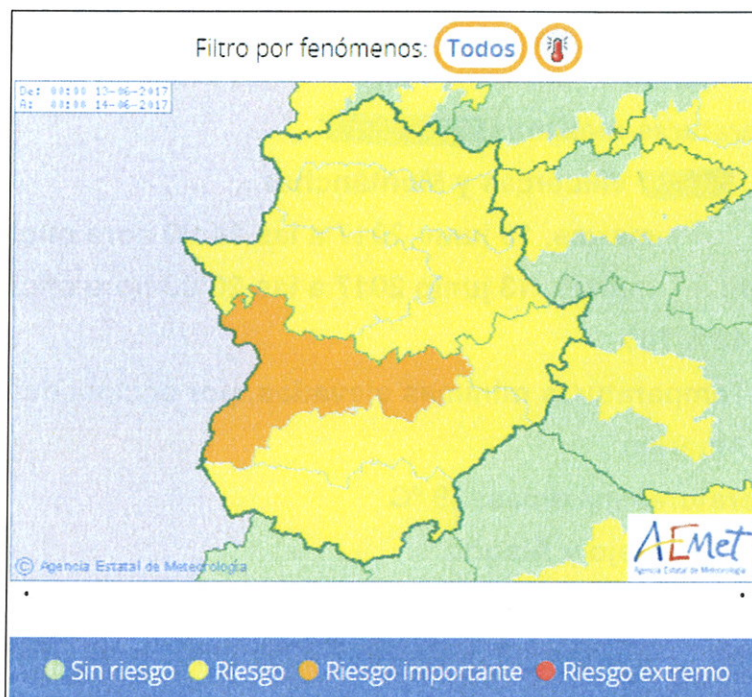 Filtro por fenómenos: Todos
De: 00:00 13-06-2017
A: 00:00 14-06-2017
AEMet
Agencia Estatal de Meteorología
© Agencia Estatal de Meteorología
Sin riesgo Riesgo Riesgo importante Riesgo extremo